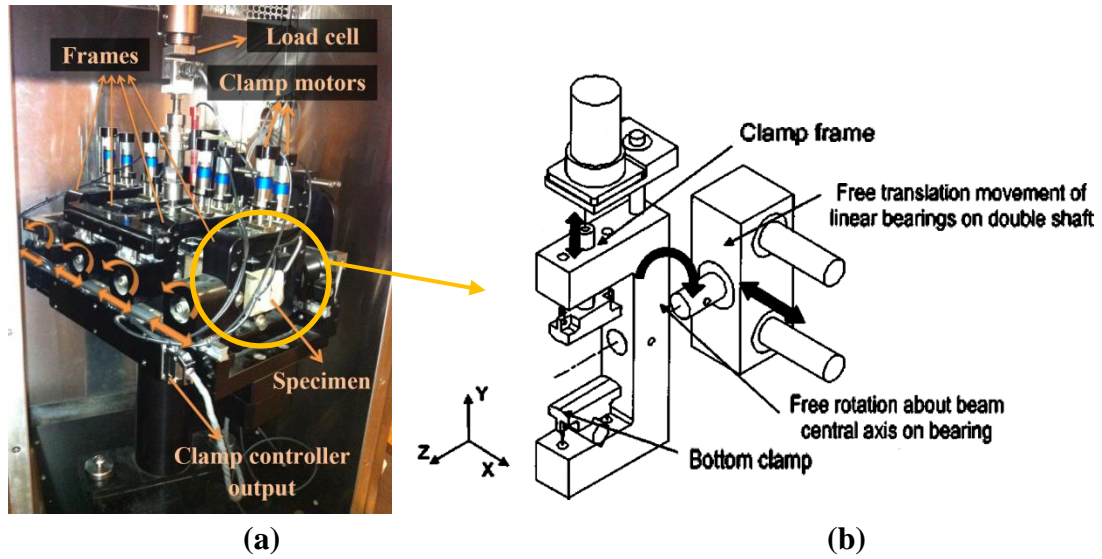 Load cell
Frames
Clamp motors
Specimen
Clamp controller
output
(a)
Clamp frame
Free translation movement of
linear bearings on double shaft
Free rotation about beam
central axis on bearing
Bottom clamp
Y
Z
X
(b)